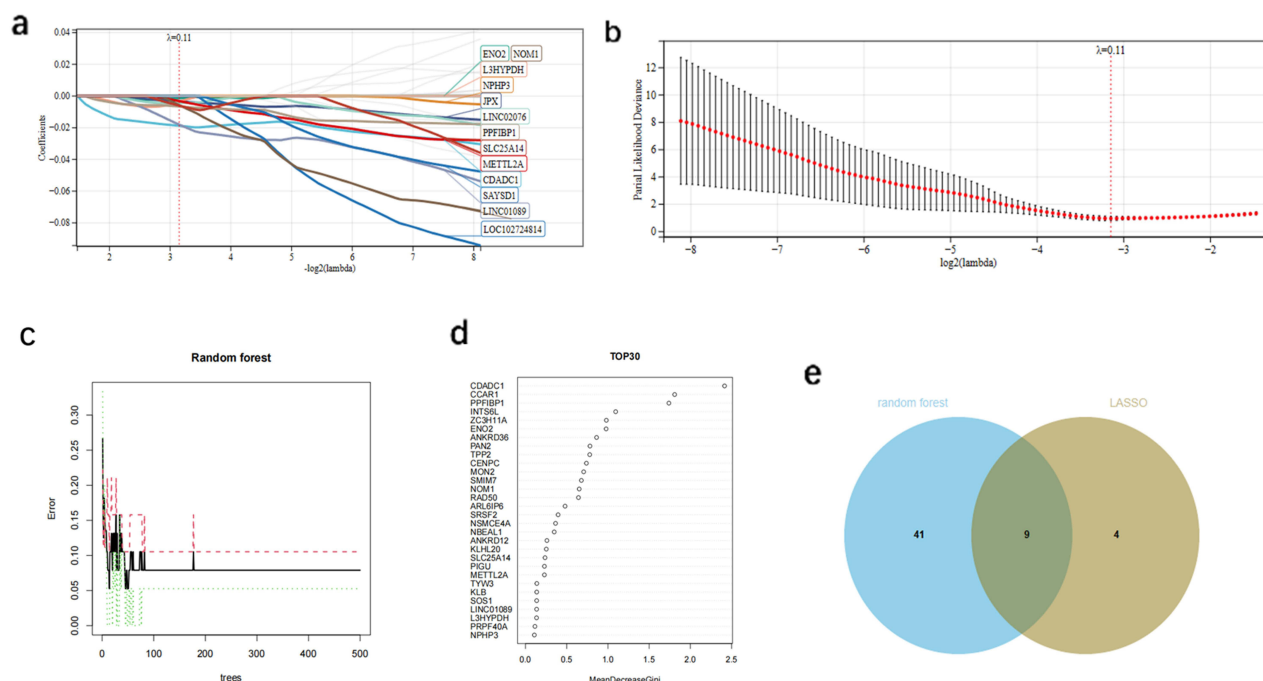 a
λ=0.11
0.04
0.02
0.00
−0.02
−0.04
−0.06
−0.08
Coefficients
2
3
4
5
6
7
8
-log2(lambda)
ENO2
NOM1
L3HYPDH
NPHP3
JPX
LINC02076
PPFIBP1
SLC25A14
METTL2A
CDADC1
SAYSD1
LINC01089
LOC102724814
b
λ=0.11
12
10
8
6
4
2
0
Parial Likelihood Deviance
−8
−7
−6
−5
−4
−3
−2
log2(lambda)
c
Random forest
0.30
0.25
0.20
0.15
0.10
0.05
0.00
Error
0
100
200
300
400
500
trees
d
TOP30
CDADC1
CCAR1
PPFIBP1
INTS6L
ZC3H11A
ENO2
ANKRD36
PAN2
TPP2
CENPC
MON2
SMIM7
NOM1
RAD50
ARL6IP6
SRSF2
NSMCE4A
NBEAL1
ANKRD12
KLHL20
SLC25A14
PIGU
METTL2A
TYW3
KLB
SOS1
LINC01089
L3HYPDH
PRPF40A
NPHP3
0.0
0.5
1.0
1.5
2.0
2.5
MeanDecreaseGini
e
random forest
LASSO
41
9
4